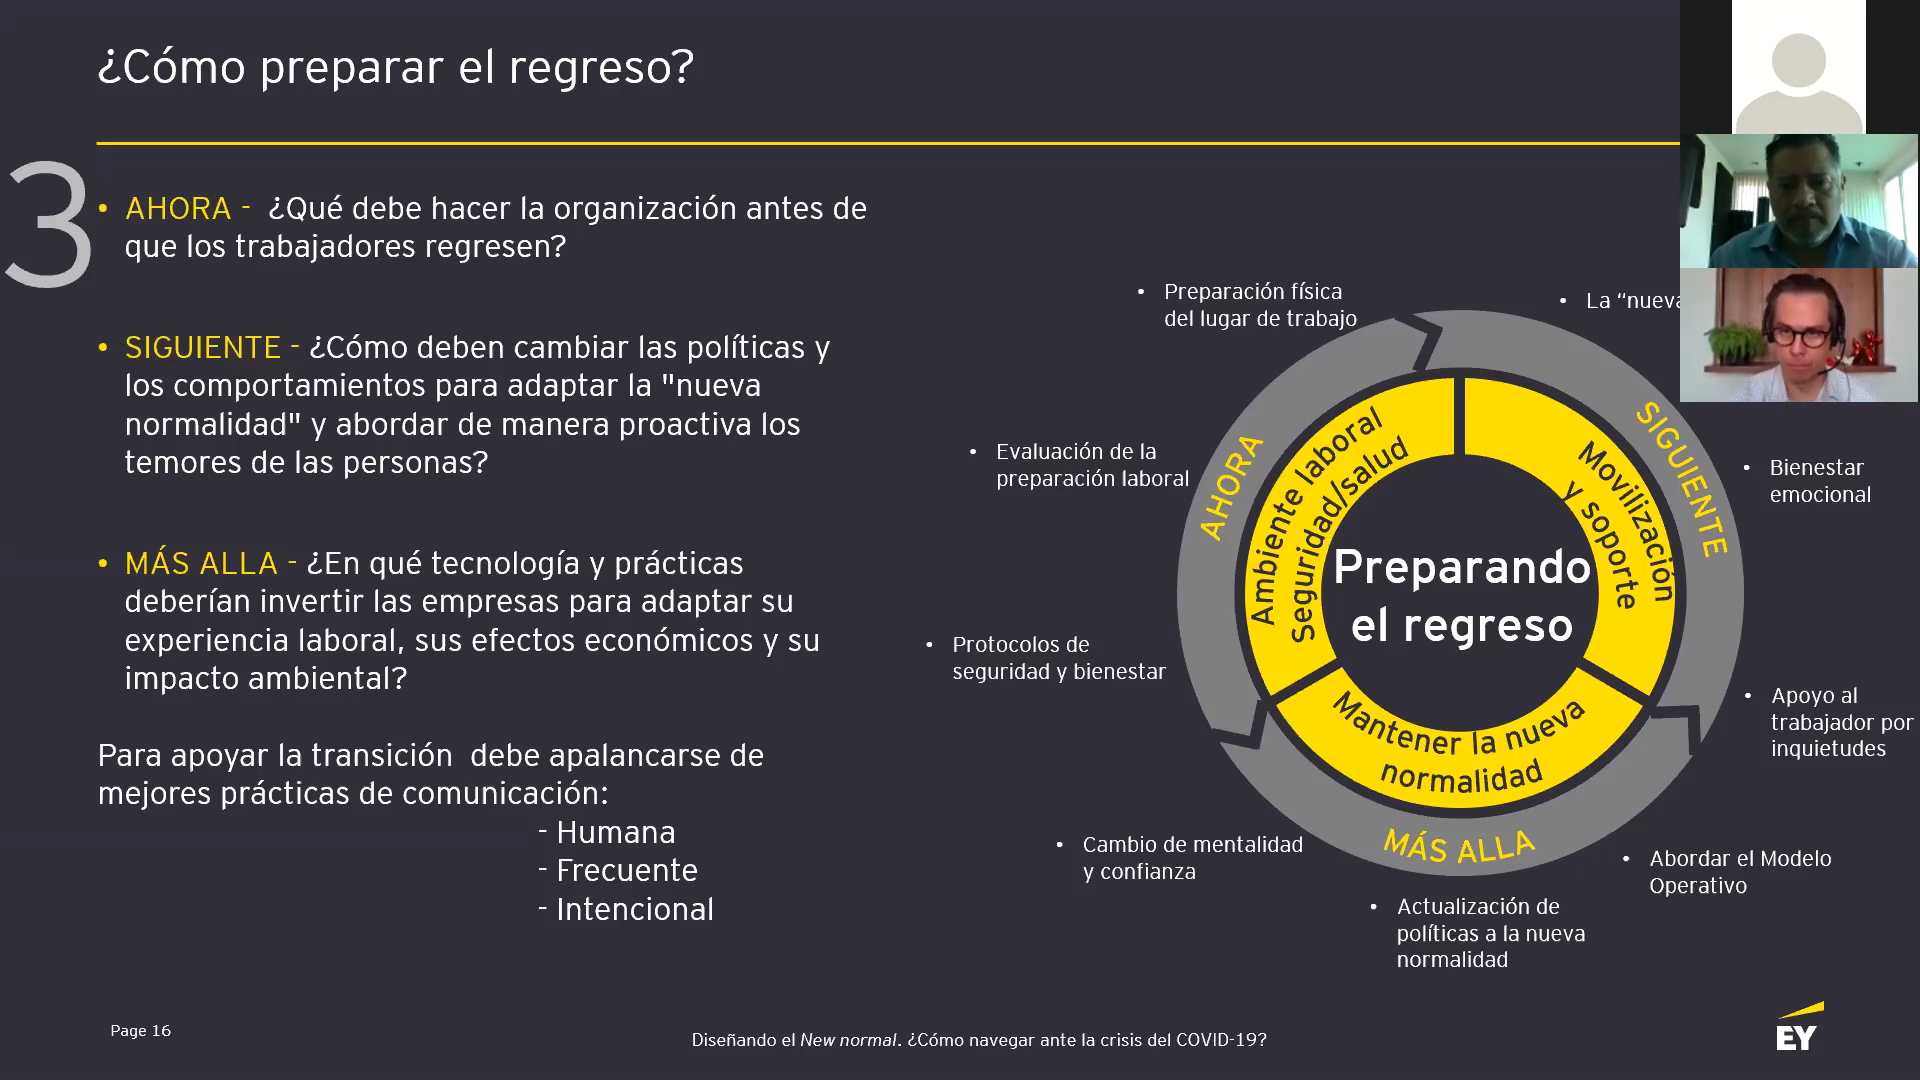 ¿Cómo preparar el regreso?
3
• AHORA - ¿Qué debe hacer la organización antes de
que los trabajadores regresen?
• SIGUIENTE - ¿Cómo deben cambiar las políticas y
los comportamientos para adaptar la "nueva
normalidad" y abordar de manera proactiva los
temores de las personas?
• MÁS ALLA - ¿En qué tecnología y prácticas
deberían invertir las empresas para adaptar su
experiencia laboral, sus efectos económicos y su
impacto ambiental?
Para apoyar la transición debe apalancarse de
mejores prácticas de comunicación:
- Humana
- Frecuente
- Intencional
• Preparación física
del lugar de trabajo
• Evaluación de la
preparación laboral
• Protocolos de
seguridad y bienestar
AHORA
Ambiente laboral
Seguridad/salud
• La “nueva
SIGUIENTE
Movilización
y soporte
• Bienestar
emocional
• Apoyo al
trabajador por
inquietudes
Preparando
el regreso
Mantener la nueva
normalidad
MÁS ALLA
• Cambio de mentalidad
y confianza
• Actualización de
políticas a la nueva
normalidad
• Abordar el Modelo
Operativo
Page 16
Diseñando el New normal. ¿Cómo navegar ante la crisis del COVID-19?
EY